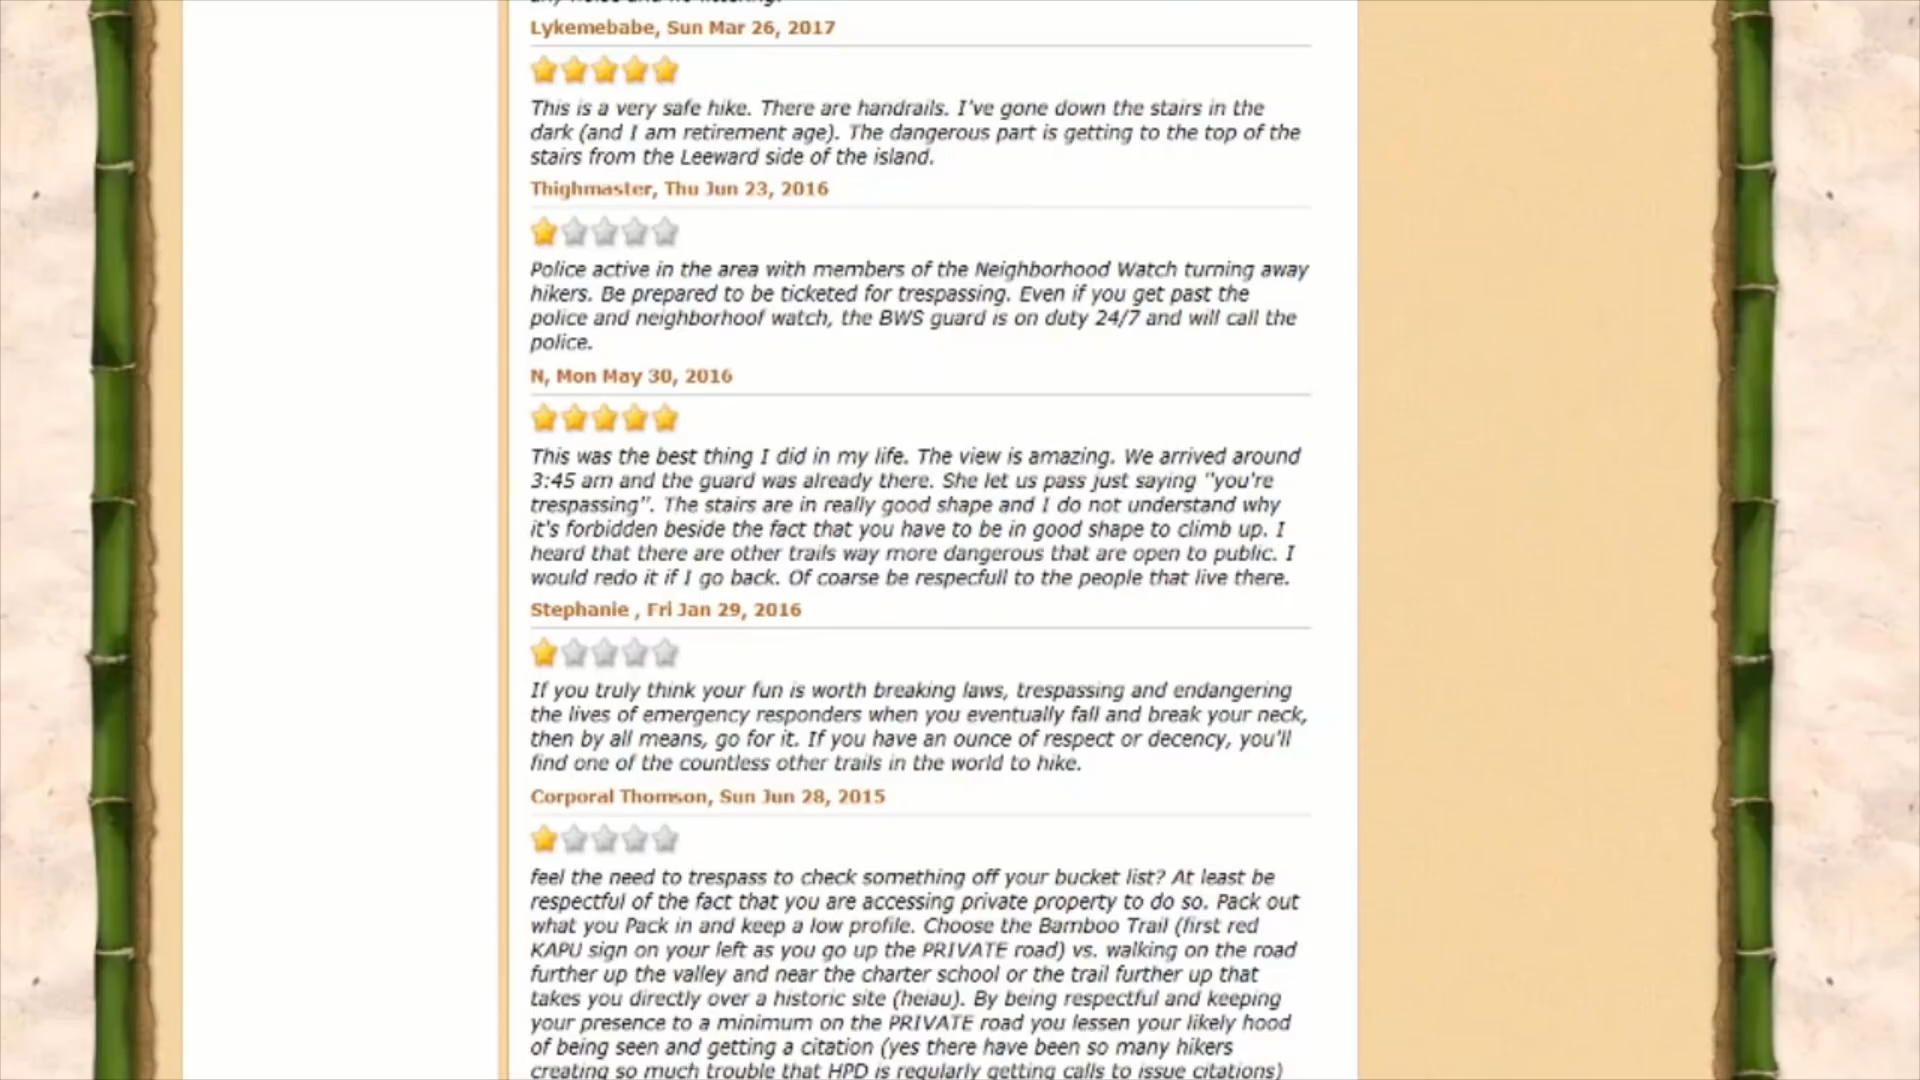 Lykemebabe, Sun Mar 26, 2017
This is a very safe hike. There are handrails. I've gone down the stairs in the
dark (and I am retirement age). The dangerous part is getting to the top of the
stairs from the Leeward side of the island.
Thighmaster, Thu Jun 23, 2016
Police active in the area with members of the Neighborhood Watch turning away
hikers. Be prepared to be ticketed for trespassing. Even if you get past the
police and neighborhoof watch, the BWS guard is on duty 24/7 and will call the
police.
N, Mon May 30, 2016
This was the best thing I did in my life. The view is amazing. We arrived around
3:45 am and the guard was already there. She let us pass just saying "you're
trespassing". The stairs are in really good shape and I do not understand why
it's forbidden beside the fact that you have to be in good shape to climb up. I
heard that there are other trails way more dangerous that are open to public. I
would redo it if I go back. Of coarse be respecfull to the people that live there.
Stephanie , Fri Jan 29, 2016
If you truly think your fun is worth breaking laws, trespassing and endangering
the lives of emergency responders when you eventually fall and break your neck,
then by all means, go for it. If you have an ounce of respect or decency, you'll
find one of the countless other trails in the world to hike.
Corporal Thomson, Sun Jun 28, 2015
feel the need to trespass to check something off your bucket list? At least be
respectful of the fact that you are accessing private property to do so. Pack out
what you Pack in and keep a low profile. Choose the Bamboo Trail (first red
KAPU sign on your left as you go up the PRIVATE road) vs. walking on the road
further up the valley and near the charter school or the trail further up that
takes you directly over a historic site (heiau). By being respectful and keeping
your presence to a minimum on the PRIVATE road you lessen your likely hood
of being seen and getting a citation (yes there have been so many hikers
creating so much trouble that HPD is regularly getting calls to issue citations)